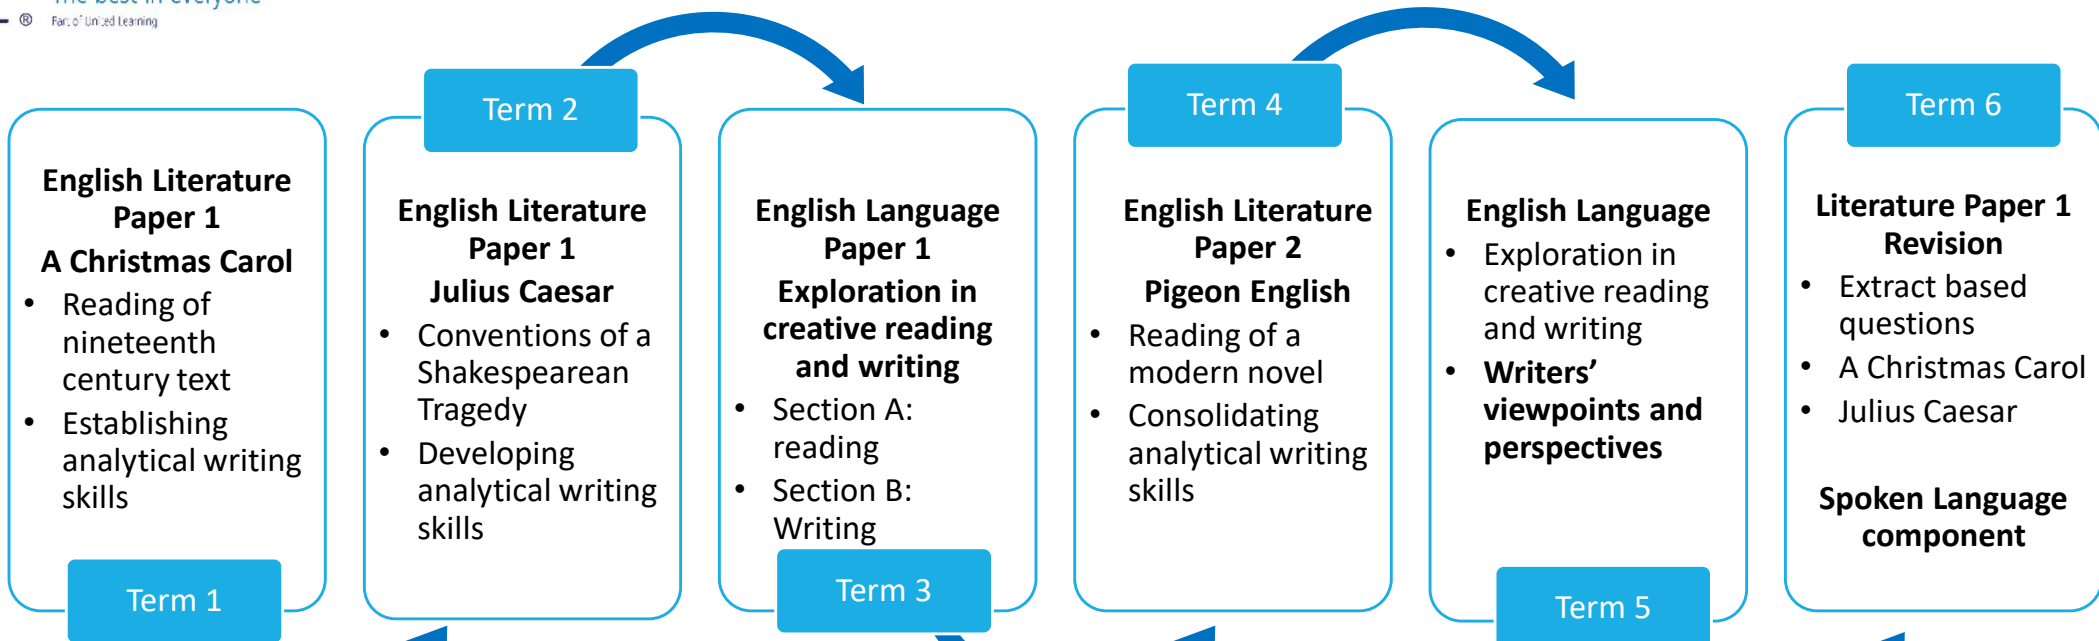 The best in everyone
® Part of United Learning
Term 1
English Literature
Paper 1
A Christmas Carol
• Reading of
nineteenth
century text
• Establishing
analytical writing
skills
Term 2
English Literature
Paper 1
Julius Caesar
• Conventions of a
Shakespearean
Tragedy
• Developing
analytical writing
skills
Term 3
English Language
Paper 1
Exploration in
creative reading
and writing
• Section A:
reading
• Section B:
Writing
Term 4
English Literature
Paper 2
Pigeon English
• Reading of a
modern novel
• Consolidating
analytical writing
skills
Term 5
English Language
• Exploration in
creative reading
and writing
• Writers’
viewpoints and
perspectives
Term 6
Literature Paper 1
Revision
• Extract based
questions
• A Christmas Carol
• Julius Caesar
Spoken Language
component